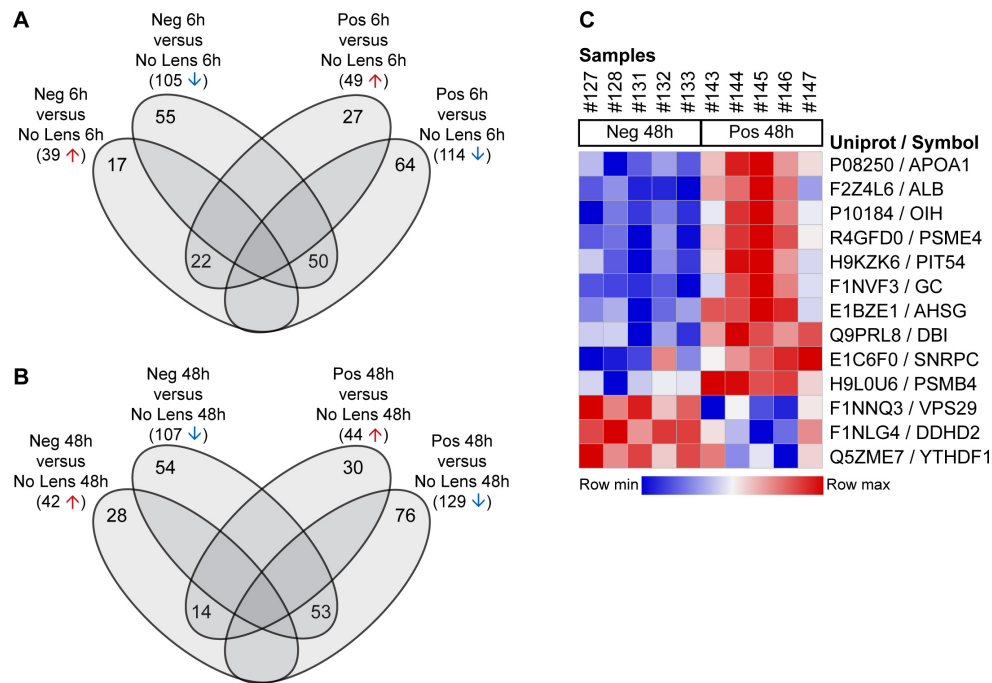 A
Neg 6h
versus
No Lens 6h
(105 ↓)
Pos 6h
versus
No Lens 6h
(49 ↑)
Neg 6h
versus
No Lens 6h
(39 ↑)
Pos 6h
versus
No Lens 6h
(114 ↓)
17
55
27
64
22
50
B
Neg 48h
versus
No Lens 48h
(107 ↓)
Pos 48h
versus
No Lens 48h
(44 ↑)
Neg 48h
versus
No Lens 48h
(42 ↑)
Pos 48h
versus
No Lens 48h
(129 ↓)
28
54
30
76
14
53
C
Samples
#127 #128 #131 #132 #133 #143 #144 #145 #146 #147
Neg 48h Pos 48h
Uniprot / Symbol
P08250 / APOA1
F2Z4L6 / ALB
P10184 / OIH
R4GFD0 / PSME4
H9KZK6 / PIT54
F1NVF3 / GC
E1BZE1 / AHSG
Q9PRL8 / DBI
E1C6F0 / SNRPC
H9L0U6 / PSMB4
F1NNQ3 / VPS29
F1NLG4 / DDHD2
Q5ZME7 / YTHDF1
Row min Row max